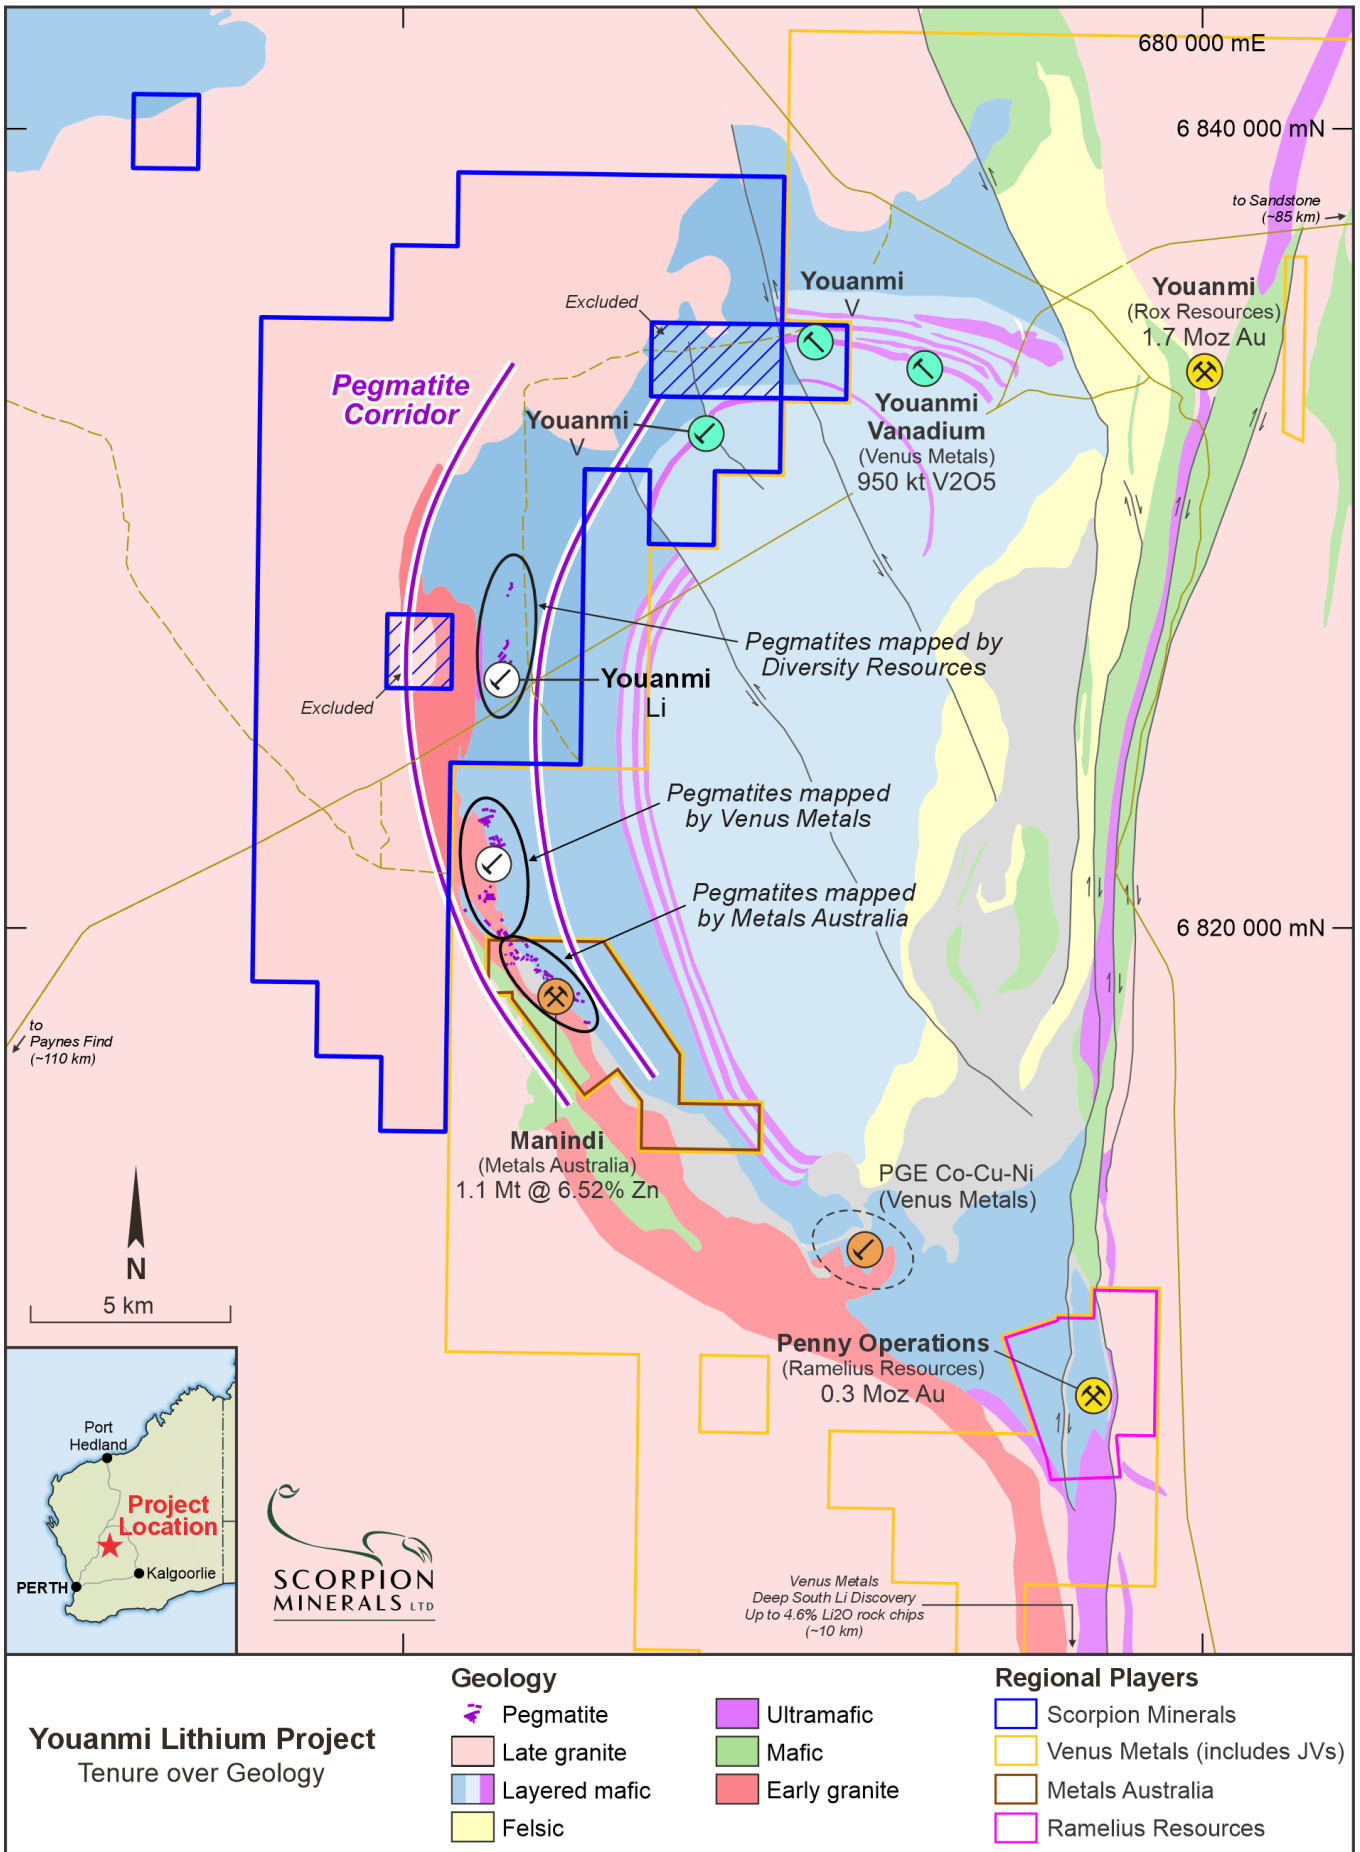 680 000 mE
6 840 000 mN
to Sandstone
(~85 km)
Youanmi
V
Youanmi
(Rox Resources)
1.7 Moz Au
Excluded
Pegmatite
Corridor
Youanmi
V
Youanmi
Vanadium
(Venus Metals)
950 kt V2O5
Pegmatites mapped by
Diversity Resources
Youanmi
Li
Excluded
Pegmatites mapped
by Venus Metals
Pegmatites mapped
by Metals Australia
6 820 000 mN
to
Paynes Find
(~110 km)
Manindi
(Metals Australia)
1.1 Mt @ 6.52% Zn
PGE Co-Cu-Ni
(Venus Metals)
N
5 km
Penny Operations
(Ramelius Resources)
0.3 Moz Au
Port
Hedland
Project
Location
Kalgoorlie
PERTH
SCORPION
MINERALS LTD
Venus Metals
Deep South Li Discovery
Up to 4.6% Li2O rock chips
(~10 km)
Youanmi Lithium Project
Tenure over Geology
Geology
Pegmatite
Late granite
Layered mafic
Felsic
Ultramafic
Mafic
Early granite
Regional Players
Scorpion Minerals
Venus Metals (includes JVs)
Metals Australia
Ramelius Resources